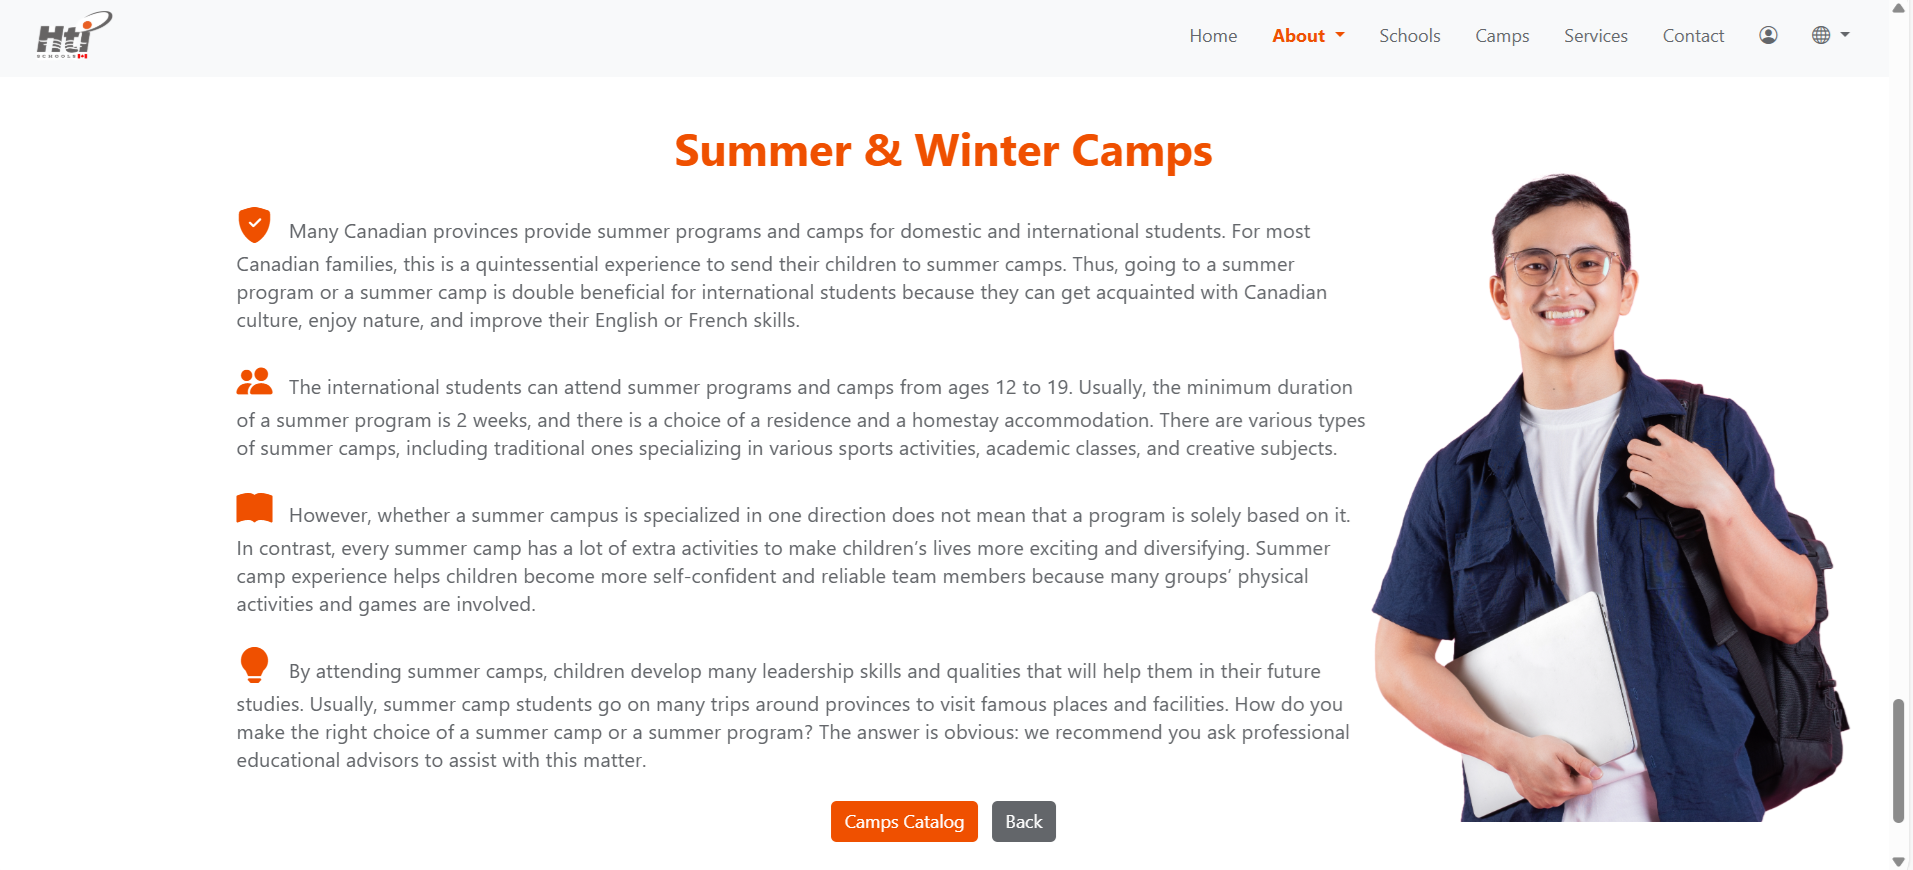 Hti
SCHOOLS
Home About Schools Camps Services Contact
Summer & Winter Camps
Many Canadian provinces provide summer programs and camps for domestic and international students. For most
Canadian families, this is a quintessential experience to send their children to summer camps. Thus, going to a summer
program or a summer camp is double beneficial for international students because they can get acquainted with Canadian
culture, enjoy nature, and improve their English or French skills.
The international students can attend summer programs and camps from ages 12 to 19. Usually, the minimum duration
of a summer program is 2 weeks, and there is a choice of a residence and a homestay accommodation. There are various types
of summer camps, including traditional ones specializing in various sports activities, academic classes, and creative subjects.
However, whether a summer campus is specialized in one direction does not mean that a program is solely based on it.
In contrast, every summer camp has a lot of extra activities to make children’s lives more exciting and diversifying. Summer
camp experience helps children become more self-confident and reliable team members because many groups’ physical
activities and games are involved.
By attending summer camps, children develop many leadership skills and qualities that will help them in their future
studies. Usually, summer camp students go on many trips around provinces to visit famous places and facilities. How do you
make the right choice of a summer camp or a summer program? The answer is obvious: we recommend you ask professional
educational advisors to assist with this matter.
Camps Catalog Back